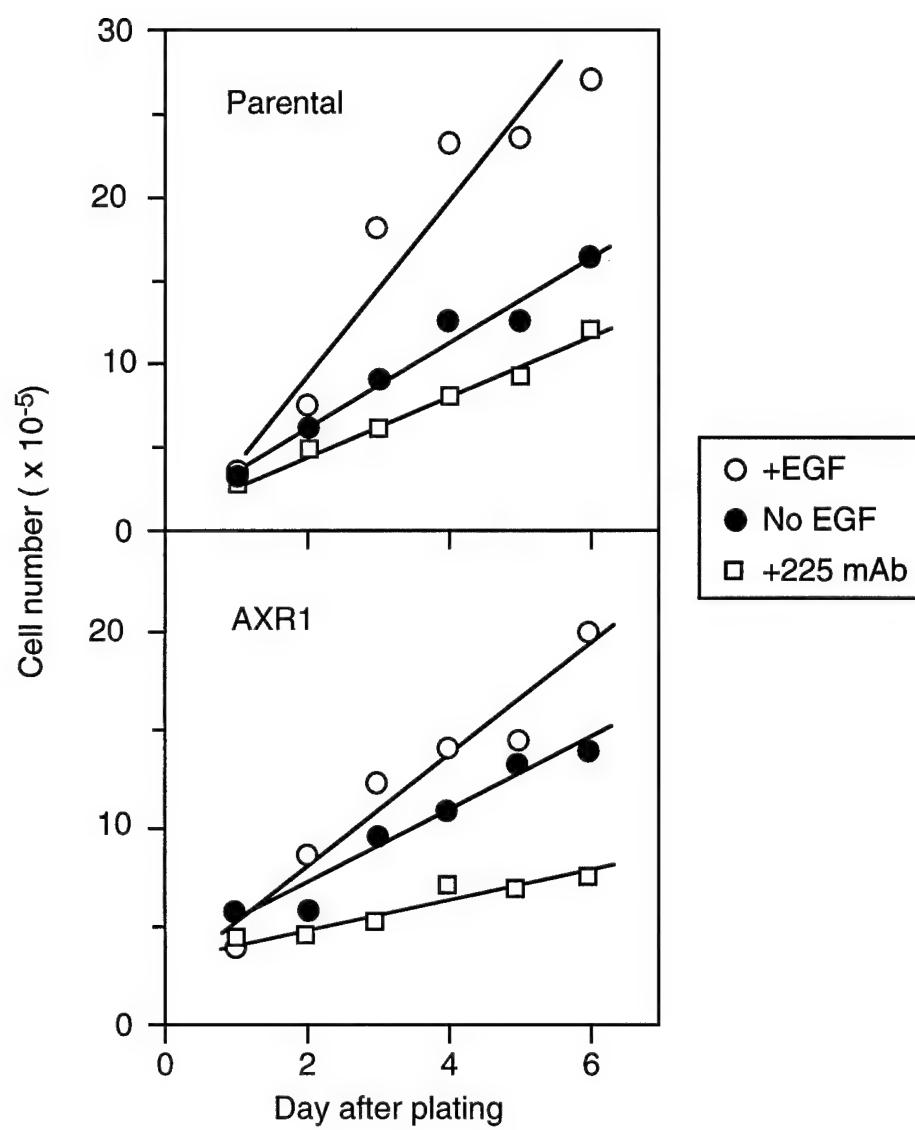 30
Parental
20
10
0
Cell number ( x 10-5)
AXR1
20
10
0
0 2 4 6
Day after plating
+EGF
No EGF
+225 mAb